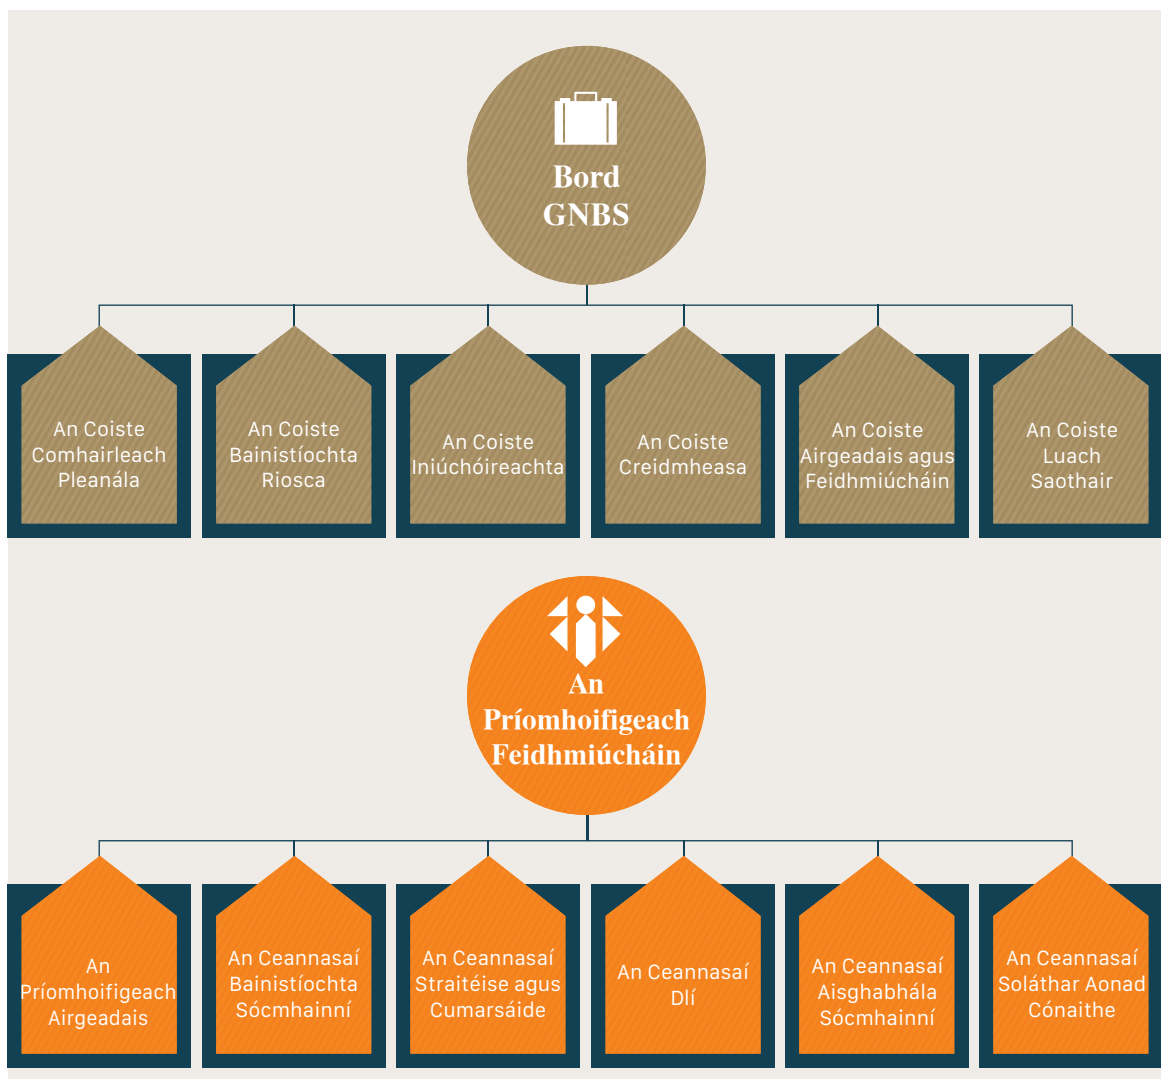 Bord
GNBS
An Coiste
Comhairleach
Pleanála
An Coiste
Bainistíochta
Riosca
An Coiste
Iniúchóireachta
An Coiste
Creidmheasa
An Coiste
Airgeadais agus
Feidhmiúcháin
An Coiste
Luach
Saothair
An
Príomhoifigeach
Feidhmiúcháin
An
Príomhoifigeach
Airgeadais
An Ceannasaí
Bainistíochta
Sócmhainní
An Ceannasaí
Straitéise agus
Cumarsáide
An Ceannasaí
Dlí
An Ceannasaí
Aisghabhála
Sócmhainní
An Ceannasaí
Soláthar Aonad
Cónaithe